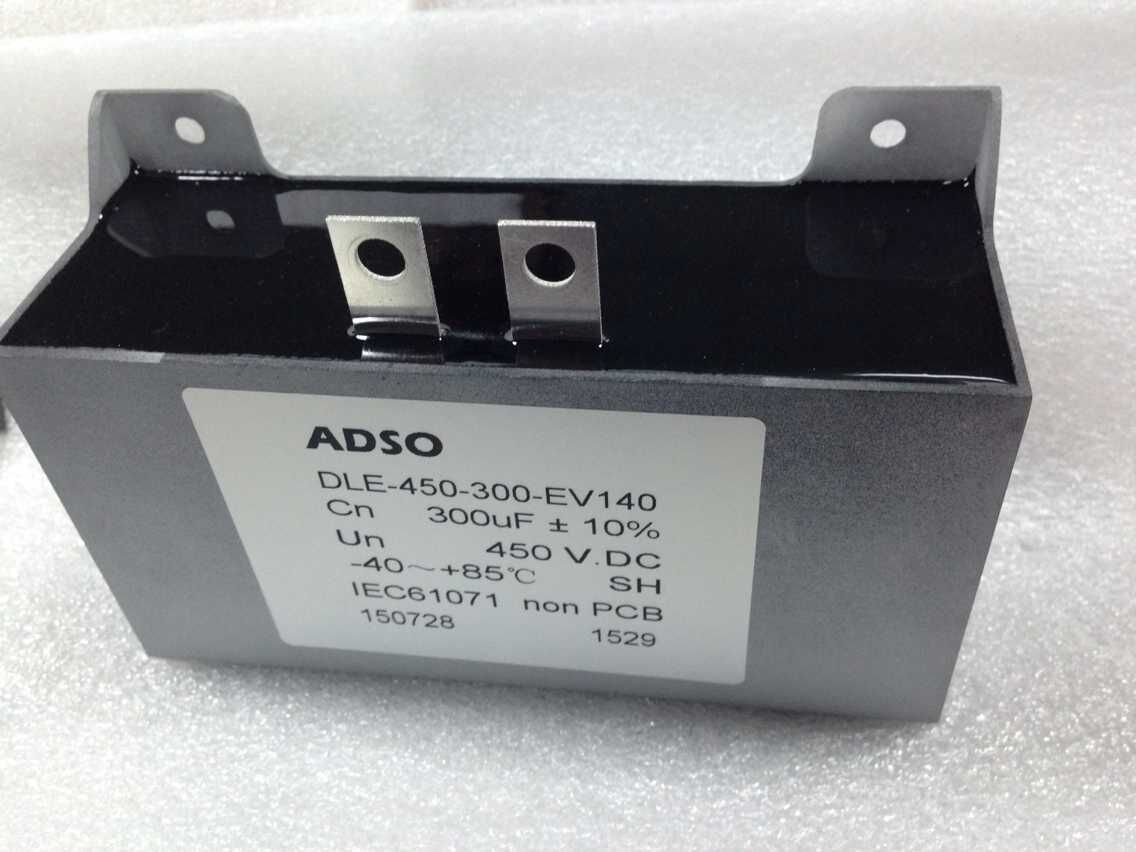 ADSO
DLE-450-300-EV140
Cn 300uF ± 10%
Un 450 V.DC
-40～+85℃ SH
IEC61071 non PCB
150728 1529